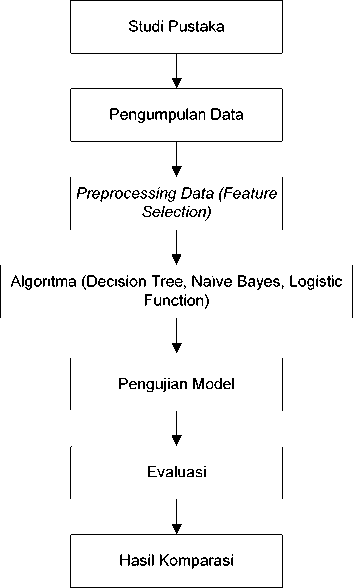 Studi Pustaka
Pengumpulan Data
Preprocessing Data (Feature
Selection)
Algoritma (Decision Tree, Naive Bayes, Logistic
Function)
Pengujian Model
Evaluasi
Hasil Komparasi